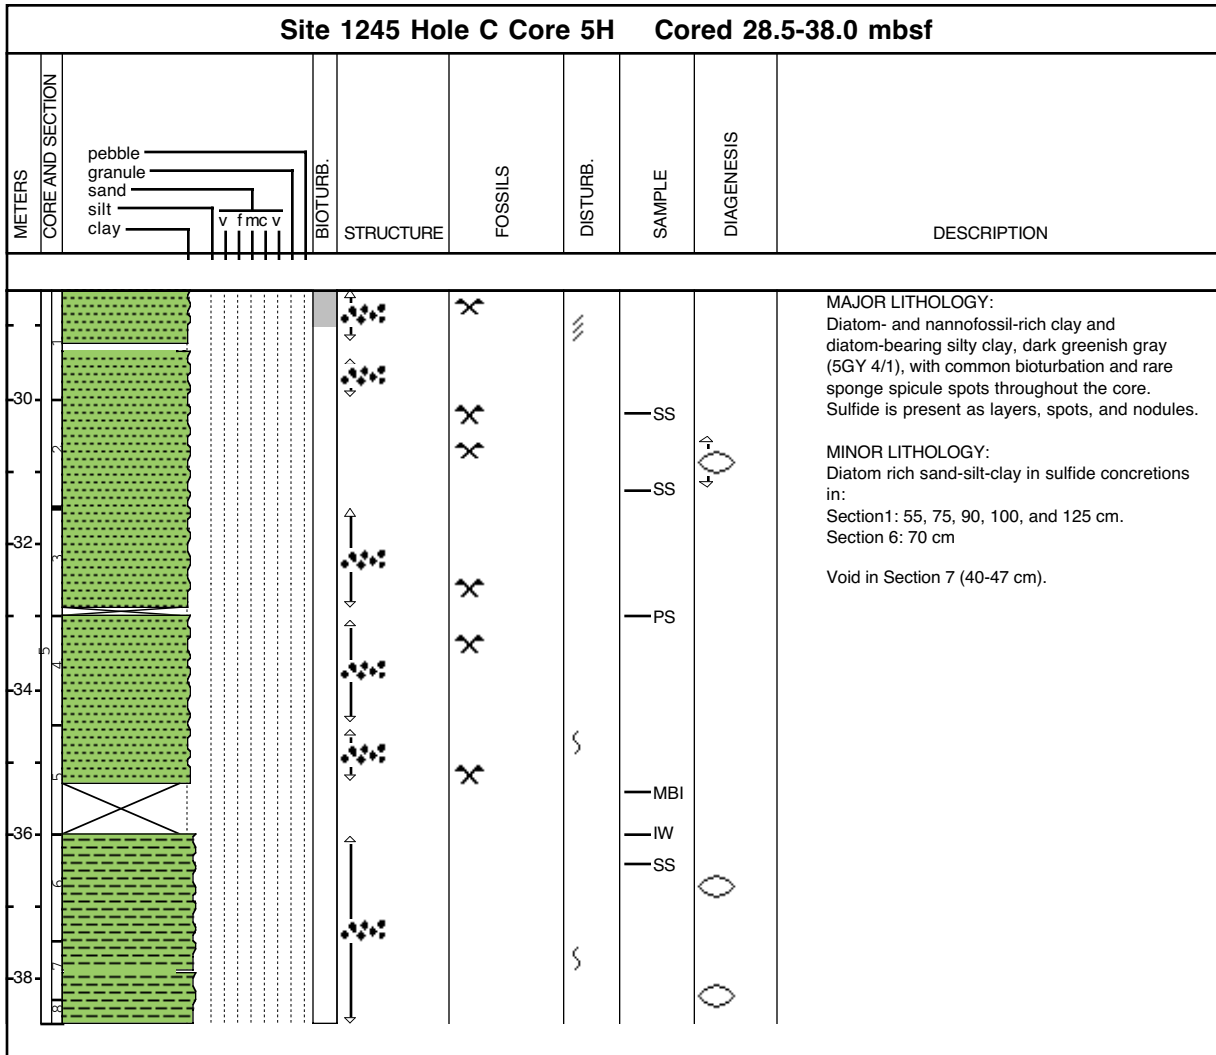 Site 1245 Hole C Core 5H Cored 28.5-38.0 mbsf
METERS
CORE AND SECTION
pebble
granule
sand
silt
clay
v f m c v
BIOTURB.
STRUCTURE
FOSSILS
DISTURB.
SAMPLE
DIAGENESIS
DESCRIPTION
MAJOR LITHOLOGY:
Diatom- and nannofossil-rich clay and
diatom-bearing silty clay, dark greenish gray
(5GY 4/1), with common bioturbation and rare
sponge spicule spots throughout the core.
Sulfide is present as layers, spots, and nodules.
MINOR LITHOLOGY:
Diatom rich sand-silt-clay in sulfide concretions
in:
Section1: 55, 75, 90, 100, and 125 cm.
Section 6: 70 cm
Void in Section 7 (40-47 cm).
1
30
SS
2
SS
32
3
PS
5
4
34
5
MBI
36
IW
SS
6
7
38
8